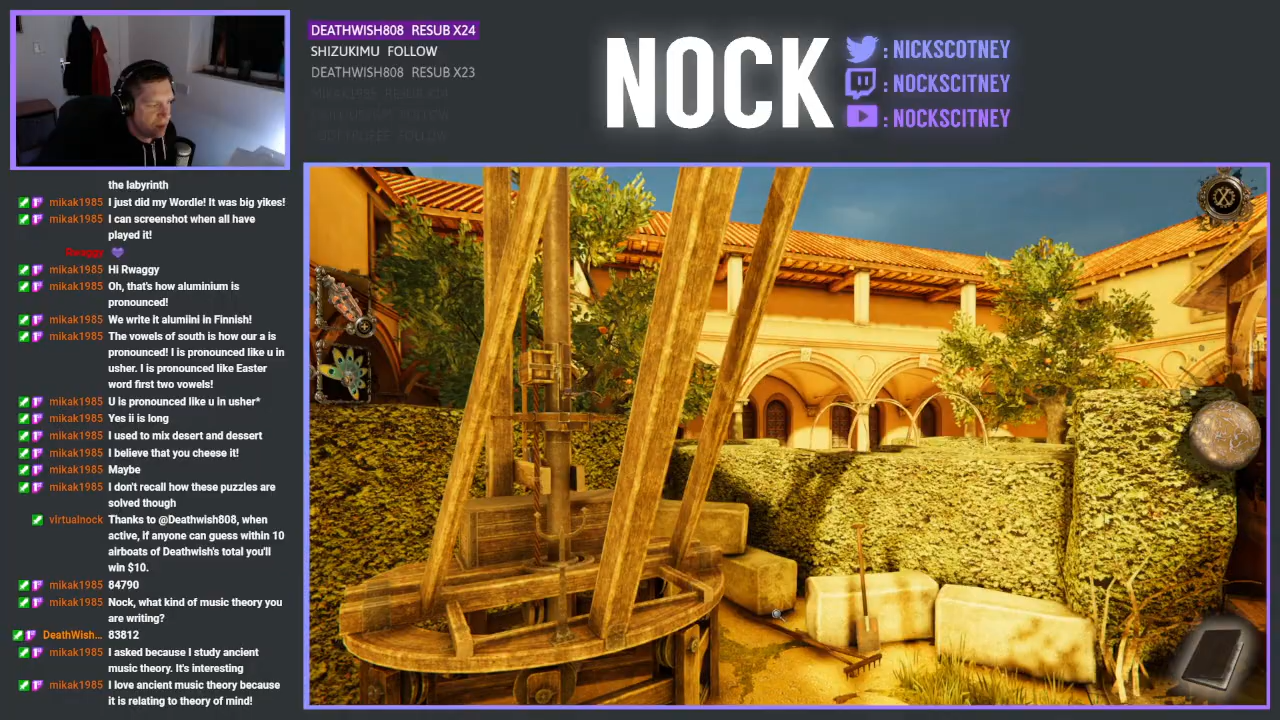 DEATHWISH808 RESUB X24
SHIZUKIMU FOLLOW
DEATHWISH808 RESUB X23
NOCK
: NICKSCOTNEY
: NOCKSCITNEY
: NOCKSCITNEY
the labyrinth
mikak1985 I just did my Wordle! It was big yikes!
mikak1985 I can screenshot when all have
played it!
Rwaggy
mikak1985 Hi Rwaggy
mikak1985 Oh, that's how aluminium is
pronounced!
mikak1985 We write it alumiini in Finnish!
mikak1985 The vowels of south is how our a is
pronounced! I is pronounced like u in
usher. I is pronounced like Easter
word first two vowels!
mikak1985 U is pronounced like u in usher*
mikak1985 Yes ii is long
mikak1985 I used to mix desert and dessert
mikak1985 I believe that you cheese it!
mikak1985 Maybe
mikak1985 I don't recall how these puzzles are
solved though
virtualnock Thanks to @Deathwish808, when
active, if anyone can guess within 10
airboats of Deathwish's total you'll
win $10.
mikak1985 84790
mikak1985 Nock, what kind of music theory you
are writing?
DeathWish... 83812
mikak1985 I asked because I study ancient
music theory. It's interesting
mikak1985 I love ancient music theory because
it is relating to theory of mind!